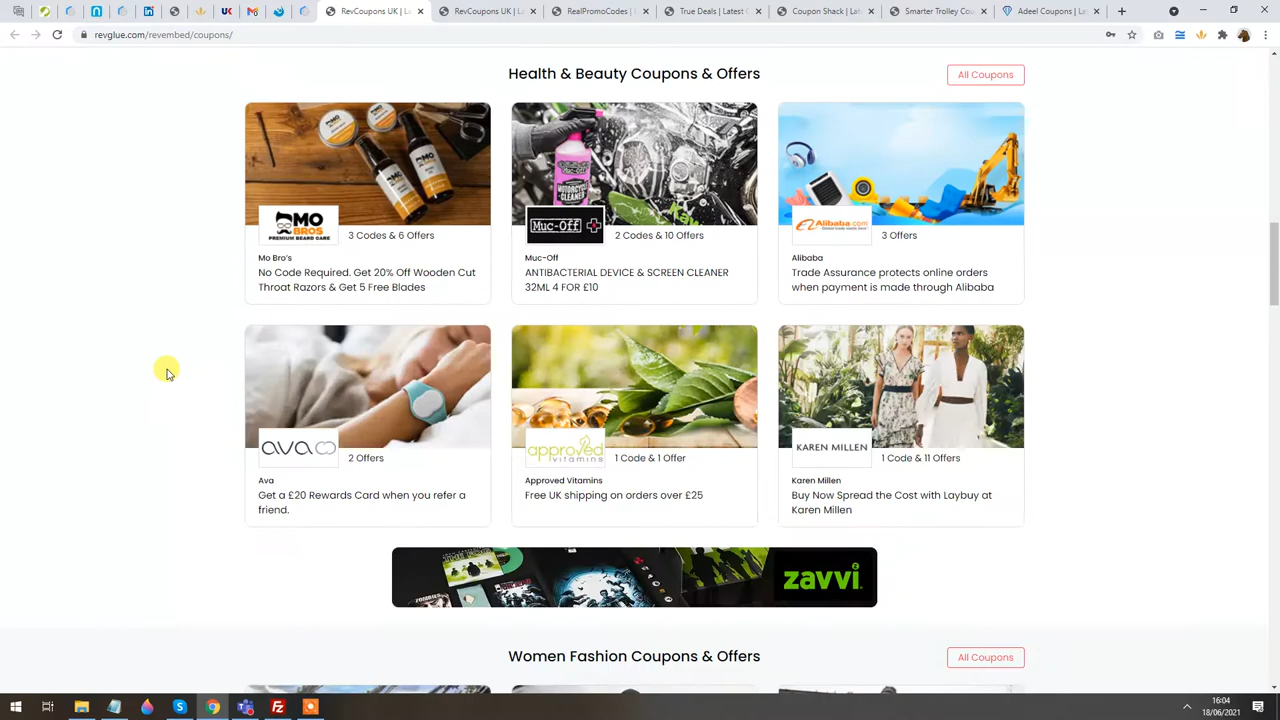 RevCoupons UK | L
RevCoupons UK | L
RealPromoCodes |
True Deals | Latest
Coupon Shack | Lat
Smarter Trolley Cou
Adeel Coupons | La
revglue.com/revembed/coupons/
Health & Beauty Coupons & Offers
All Coupons
MO BROS
PREMIUM BEARD CARE
3 Codes & 6 Offers
Mo Bro's
No Code Required. Get 20% Off Wooden Cut
Throat Razors & Get 5 Free Blades
MUC-OFF
MOTORCYCLE
CLEANER
Muc-Off
2 Codes & 10 Offers
Muc-Off
ANTIBACTERIAL DEVICE & SCREEN CLEANER
32ML 4 FOR £10
Alibaba.com
3 Offers
Alibaba
Trade Assurance protects online orders
when payment is made through Alibaba
ava
2 Offers
Ava
Get a £20 Rewards Card when you refer a
friend.
approved
vitamins
1 Code & 1 Offer
Approved Vitamins
Free UK shipping on orders over £25
KAREN MILLEN
1 Code & 11 Offers
Karen Millen
Buy Now Spread the Cost with Laybuy at
Karen Millen
zavvi
Women Fashion Coupons & Offers
All Coupons
16:04
18/06/2021